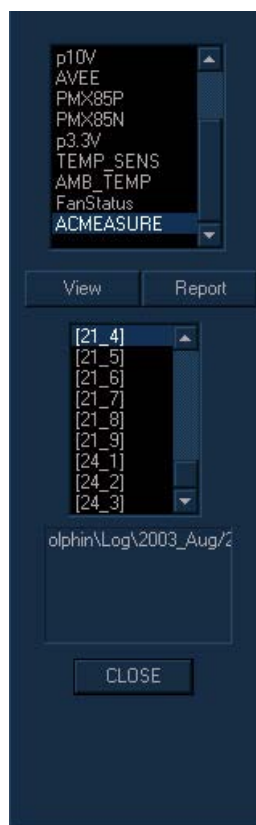 p10V
AVEE
PMX85P
PMX85N
p3.3V
TEMP_SENS
AMB_TEMP
FanStatus
ACMEASURE
View Report
[21_4]
[21_5]
[21_6]
[21_7]
[21_8]
[21_9]
[24_1]
[24_2]
[24_3]
olphin\Log\2003_Aug/2
CLOSE